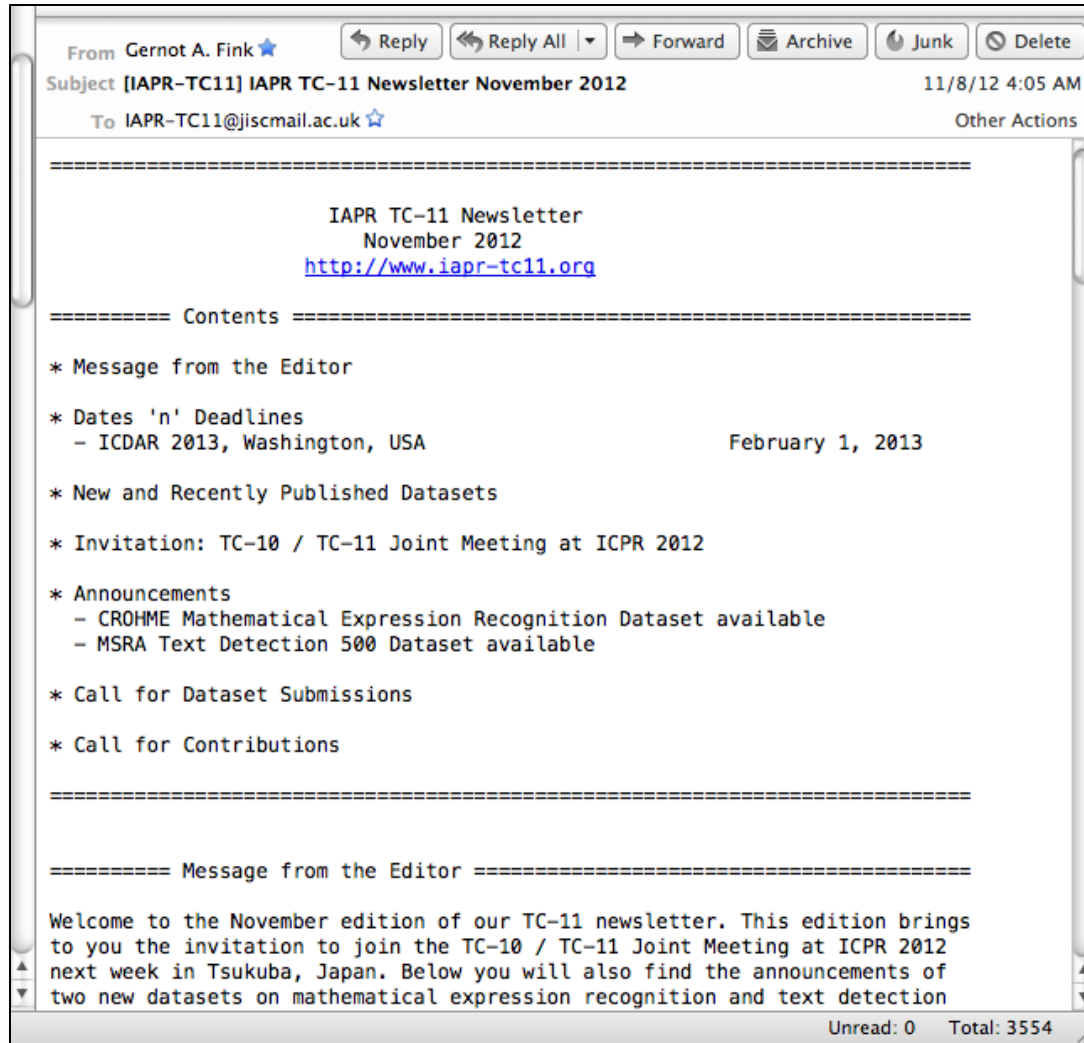 From Gernot A. Fink Reply Reply All Forward Archive Junk Delete
Subject [IAPR-TC11] IAPR TC-11 Newsletter November 2012 11/8/12 4:05 AM
To IAPR-TC11@jiscmail.ac.uk Other Actions
============================================================================
IAPR TC-11 Newsletter
November 2012
http://www.iapr-tc11.org
========== Contents ========================================================
* Message from the Editor
* Dates 'n' Deadlines
- ICDAR 2013, Washington, USA February 1, 2013
* New and Recently Published Datasets
* Invitation: TC-10 / TC-11 Joint Meeting at ICPR 2012
* Announcements
- CROHME Mathematical Expression Recognition Dataset available
- MSRA Text Detection 500 Dataset available
* Call for Dataset Submissions
* Call for Contributions
============================================================================
========== Message from the Editor =========================================
Welcome to the November edition of our TC-11 newsletter. This edition brings
to you the invitation to join the TC-10 / TC-11 Joint Meeting at ICPR 2012
next week in Tsukuba, Japan. Below you will also find the announcements of
two new datasets on mathematical expression recognition and text detection
Unread: 0 Total: 3554